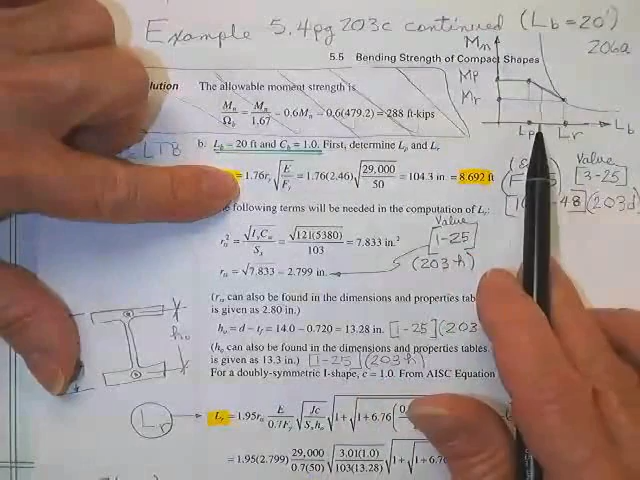 Example 5.4 pg 203c continued (Lb = 20')
206a
5.5 Bending Strength of Compact Shapes
Mn
Mp
Mr
Lp Lr Lb
lution The allowable moment strength is
Mn/Ωb = Mn/1.67 = 0.6Mn = 0.6(479.2) = 288 ft-kips
b. Lb = 20 ft and Cb = 1.0. First, determine Lp and Lr
LTB
= 1.76ry √(E/Fy) = 1.76(2.46) √(29,000/50) = 104.3 in. = 8.692 ft
Value
[3-25]
48] (203d
he following terms will be needed in the computation of Lr:
rts² = √(IyCw)/Sx = √(121(5380))/103 = 7.833 in.²
Value
[1-25]
(203-h)
rts = √7.833 = 2.799 in.
(rts can also be found in the dimensions and properties
is given as 2.80 in.)
ho = d − tf = 14.0 − 0.720 = 13.28 in. [1-25] (203
(ho can also be found in the dimensions and properties tables.
is given as 13.3 in.) [1-25] (203h)
For a doubly-symmetric I-shape, c = 1.0. From AISC Equation
ho
Lr
Lr = 1.95rts E/0.7Fy √(Jc/Sxho) √(1 + √(1 + 6.76(
= 1.95(2.799) 29,000/0.7(50) √(3.01(1.0)/103(13.28)) √(1 + √(1 + 6.76